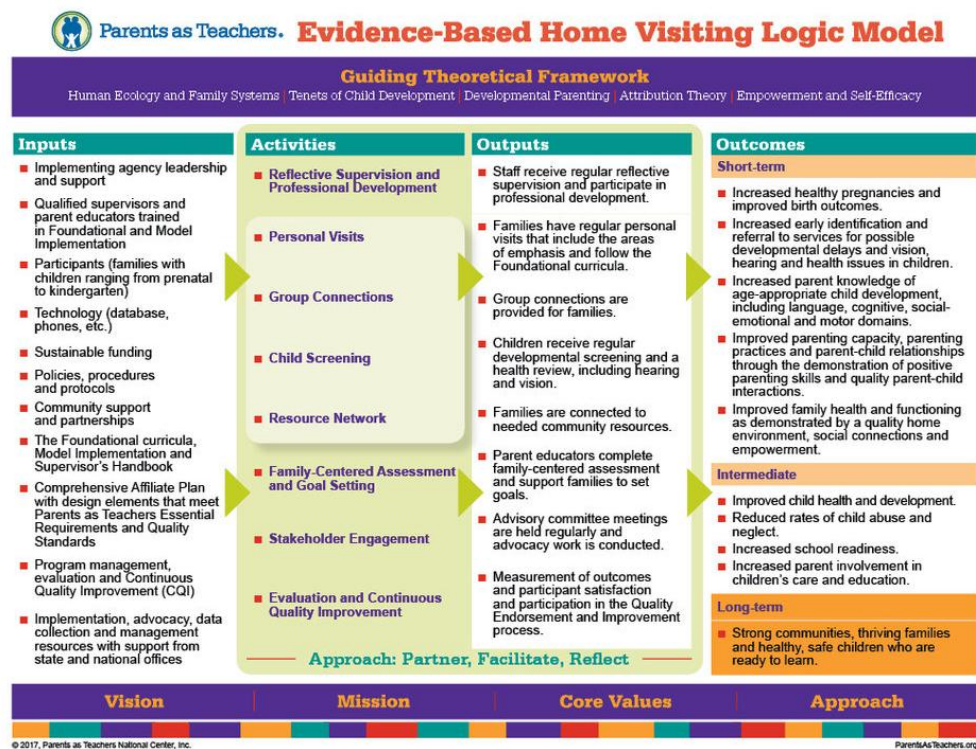 Parents as Teachers. Evidence-Based Home Visiting Logic Model
Guiding Theoretical Framework
Human Ecology and Family Systems | Tenets of Child Development | Developmental Parenting | Attribution Theory | Empowerment and Self-Efficacy
Inputs
Implementing agency leadership
and support
Qualified supervisors and
parent educators trained
in Foundational and Model
Implementation
Participants (families with
children ranging from prenatal
to kindergarten)
Technology (database,
phones, etc.)
Sustainable funding
Policies, procedures
and protocols
Community support
and partnerships
The Foundational curricula,
Model Implementation and
Supervisor's Handbook
Comprehensive Affiliate Plan
with design elements that meet
Parents as Teachers Essential
Requirements and Quality
Standards
Program management,
evaluation and Continuous
Quality Improvement (CQI)
Implementation, advocacy, data
collection and management
resources with support from
state and national offices
Activities
Reflective Supervision and
Professional Development
Personal Visits
Group Connections
Child Screening
Resource Network
Family-Centered Assessment
and Goal Setting
Stakeholder Engagement
Evaluation and Continuous
Quality Improvement
Outputs
Staff receive regular reflective
supervision and participate in
professional development.
Families have regular personal
visits that include the areas
of emphasis and follow the
Foundational curricula.
Group connections are
provided for families.
Children receive regular
developmental screening and a
health review, including hearing
and vision.
Families are connected to
needed community resources.
Parent educators complete
family-centered assessment
and support families to set
goals.
Advisory committee meetings
are held regularly and
advocacy work is conducted.
Measurement of outcomes
and participant satisfaction
and participation in the Quality
Endorsement and Improvement
process.
Approach: Partner, Facilitate, Reflect
Outcomes
Short-term
Increased healthy pregnancies and
improved birth outcomes.
Increased early identification and
referral to services for possible
developmental delays and vision,
hearing and health issues in children.
Increased parent knowledge of
age-appropriate child development,
including language, cognitive, social-
emotional and motor domains.
Improved parenting capacity, parenting
practices and parent-child relationships
through the demonstration of positive
parenting skills and quality parent-child
interactions.
Improved family health and functioning
as demonstrated by a quality home
environment, social connections and
empowerment.
Intermediate
Improved child health and development.
Reduced rates of child abuse and
neglect.
Increased school readiness.
Increased parent involvement in
children's care and education.
Long-term
Strong communities, thriving families
and healthy, safe children who are
ready to learn.
Vision | Mission | Core Values | Approach
© 2017, Parents as Teachers National Center, Inc.
ParentsAsTeachers.org